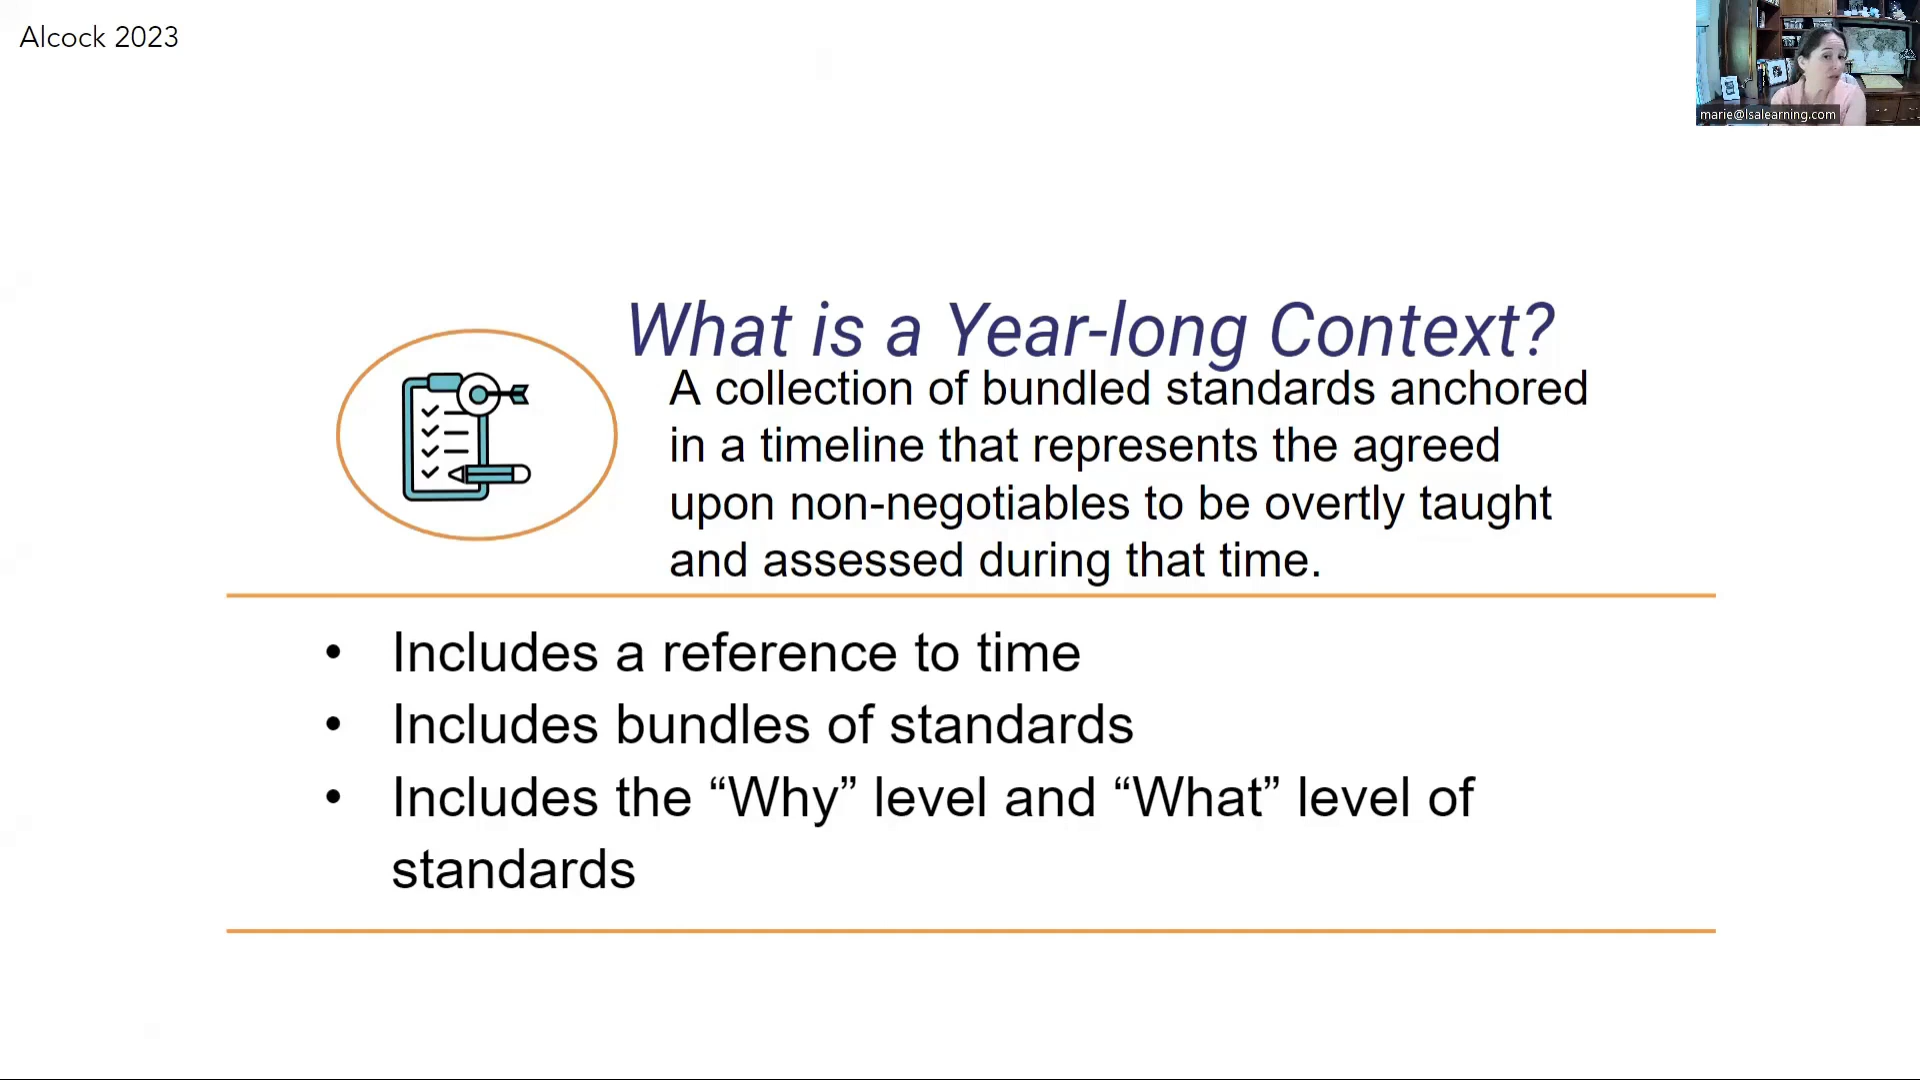 Alcock 2023
marie@lsalearning.com
What is a Year-long Context?
A collection of bundled standards anchored
in a timeline that represents the agreed
upon non-negotiables to be overtly taught
and assessed during that time.
• Includes a reference to time
• Includes bundles of standards
• Includes the “Why” level and “What” level of
standards